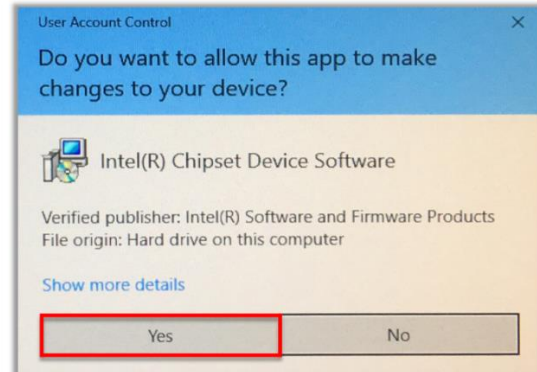 User Account Control
Do you want to allow this app to make
changes to your device?
Intel(R) Chipset Device Software
Verified publisher: Intel(R) Software and Firmware Products
File origin: Hard drive on this computer
Show more details
Yes
No